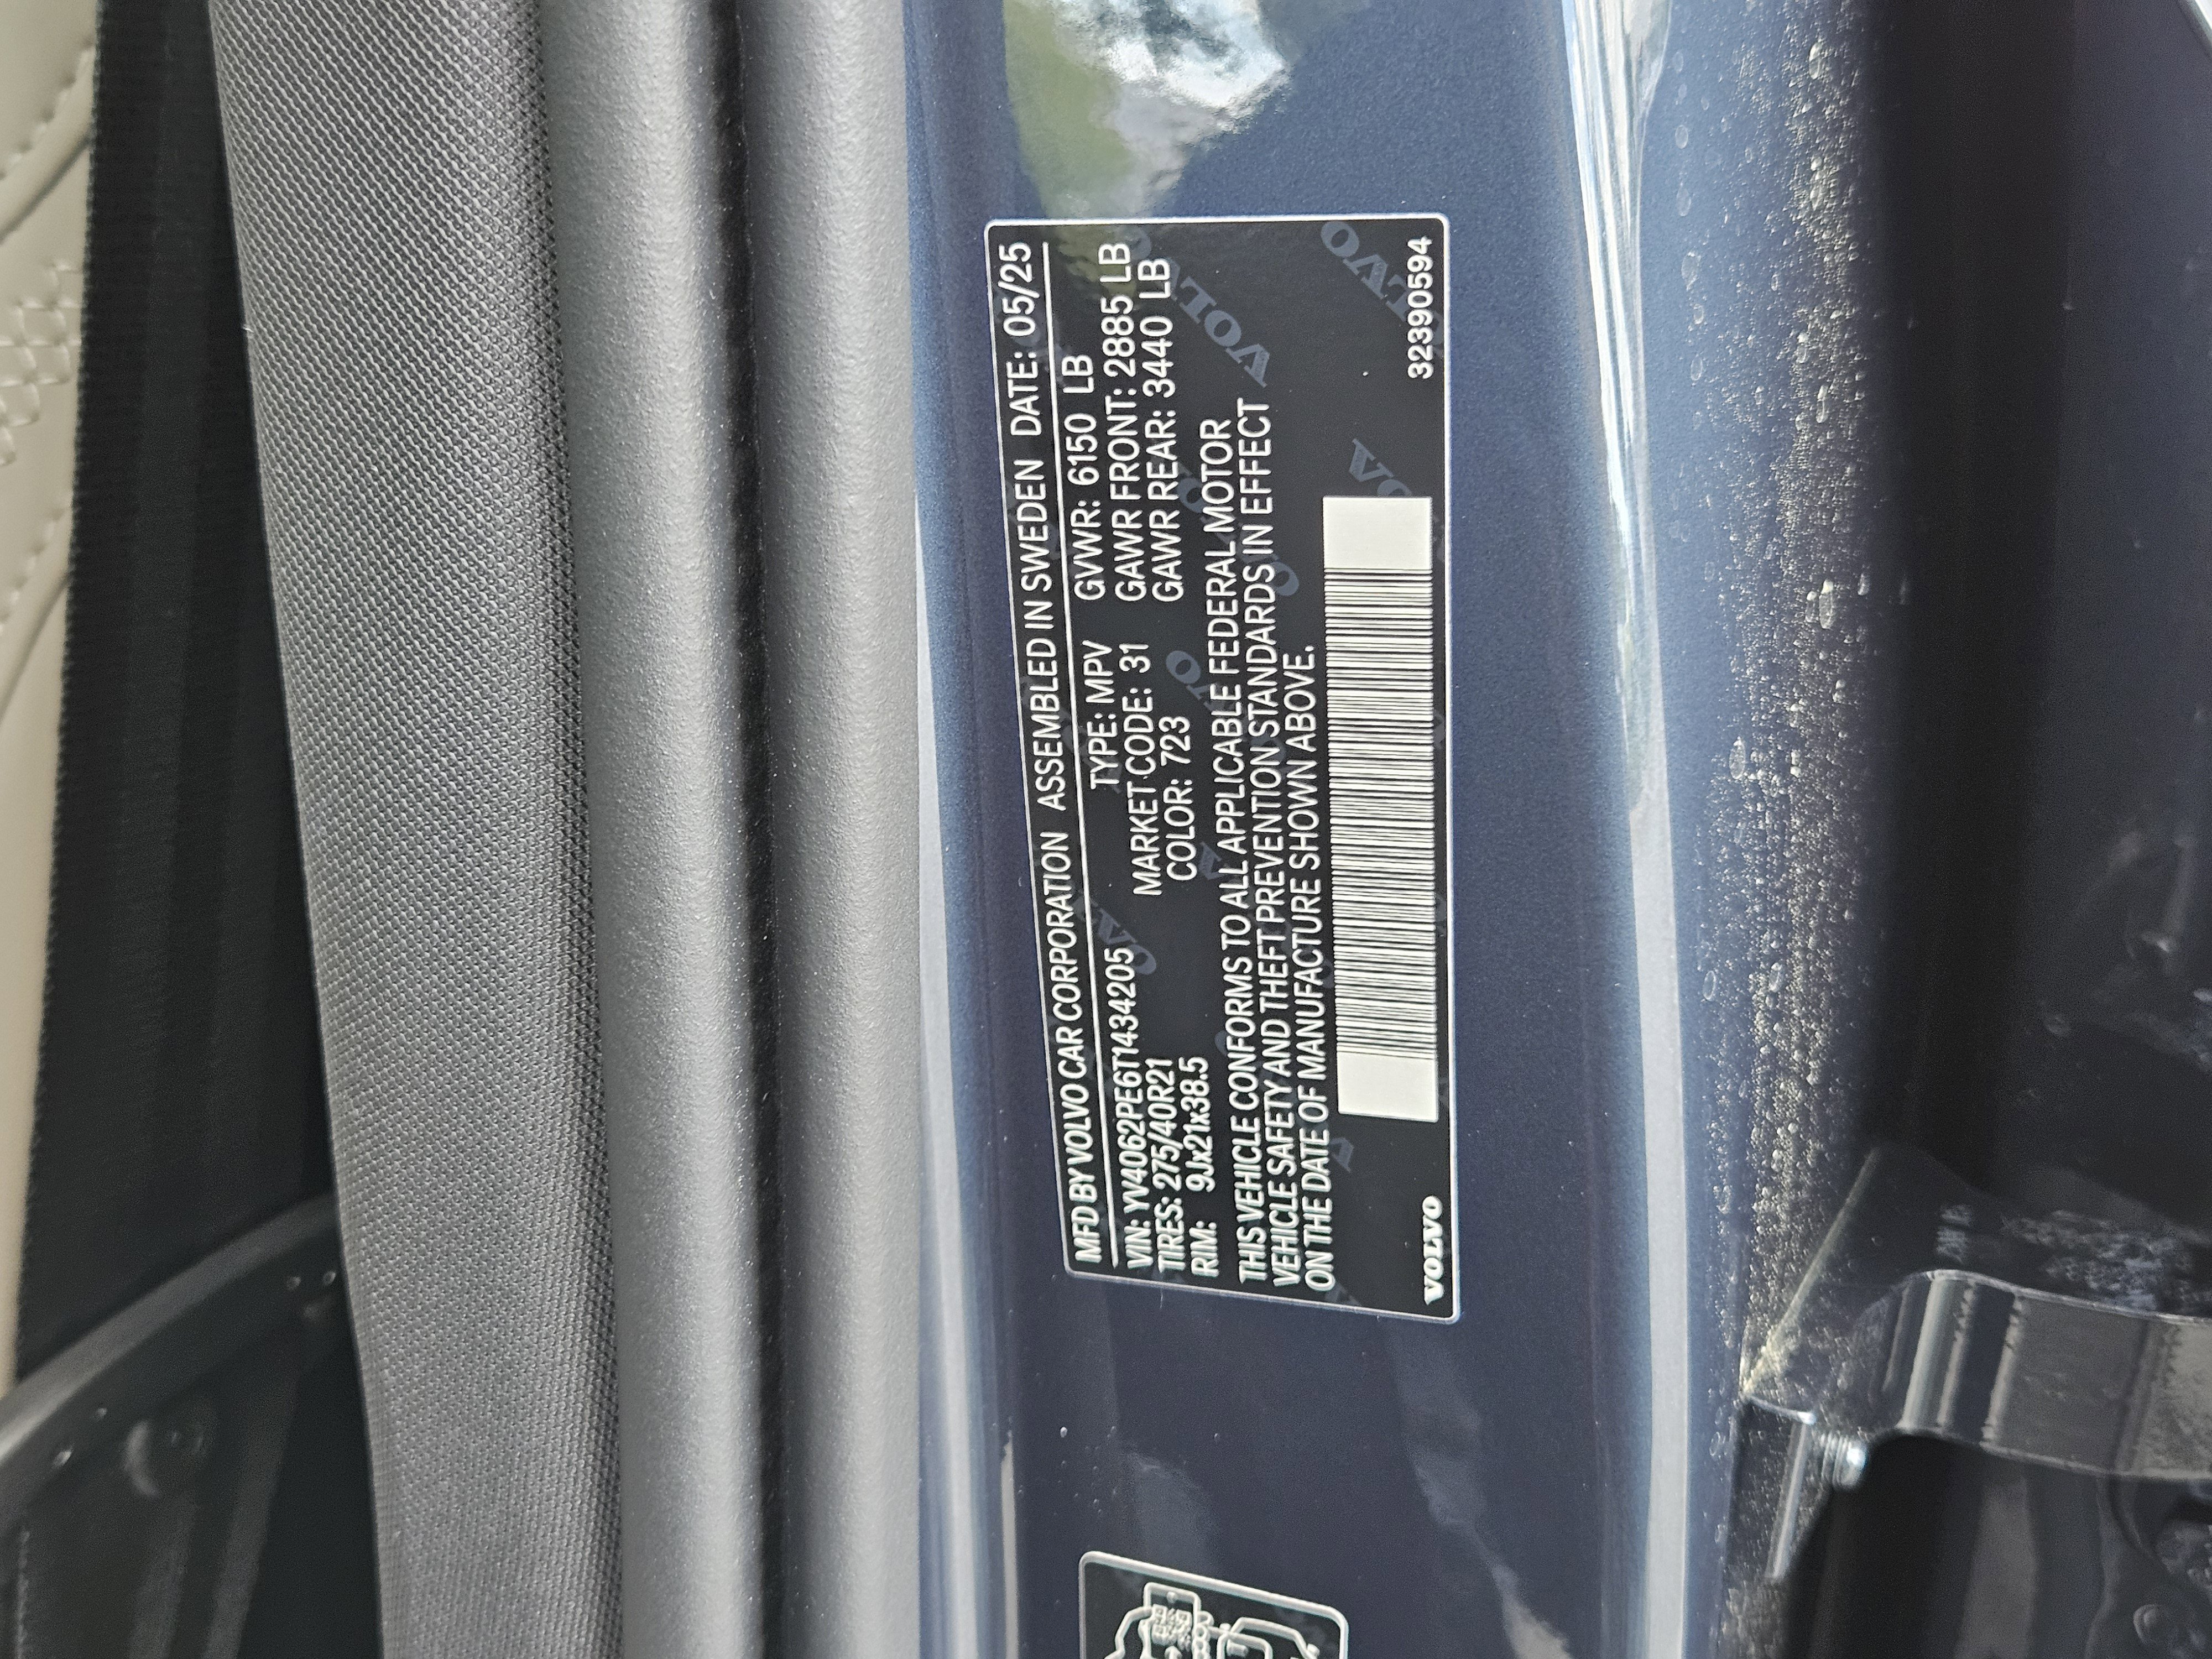 MFD BY VOLVO CAR CORPORATION ASSEMBLED IN SWEDEN DATE: 05/25
VIN: YV4062PE6T1434205 TYPE: MPV GVWR: 6150 LB
TIRES: 275/40R21 MARKET CODE: 31 GAWR FRONT: 2885 LB
RIM: 9Jx21x38.5 COLOR: 723 GAWR REAR: 3440 LB
THIS VEHICLE CONFORMS TO ALL APPLICABLE FEDERAL MOTOR
VEHICLE SAFETY AND THEFT PREVENTION STANDARDS IN EFFECT
ON THE DATE OF MANUFACTURE SHOWN ABOVE.
VOLVO 32390594